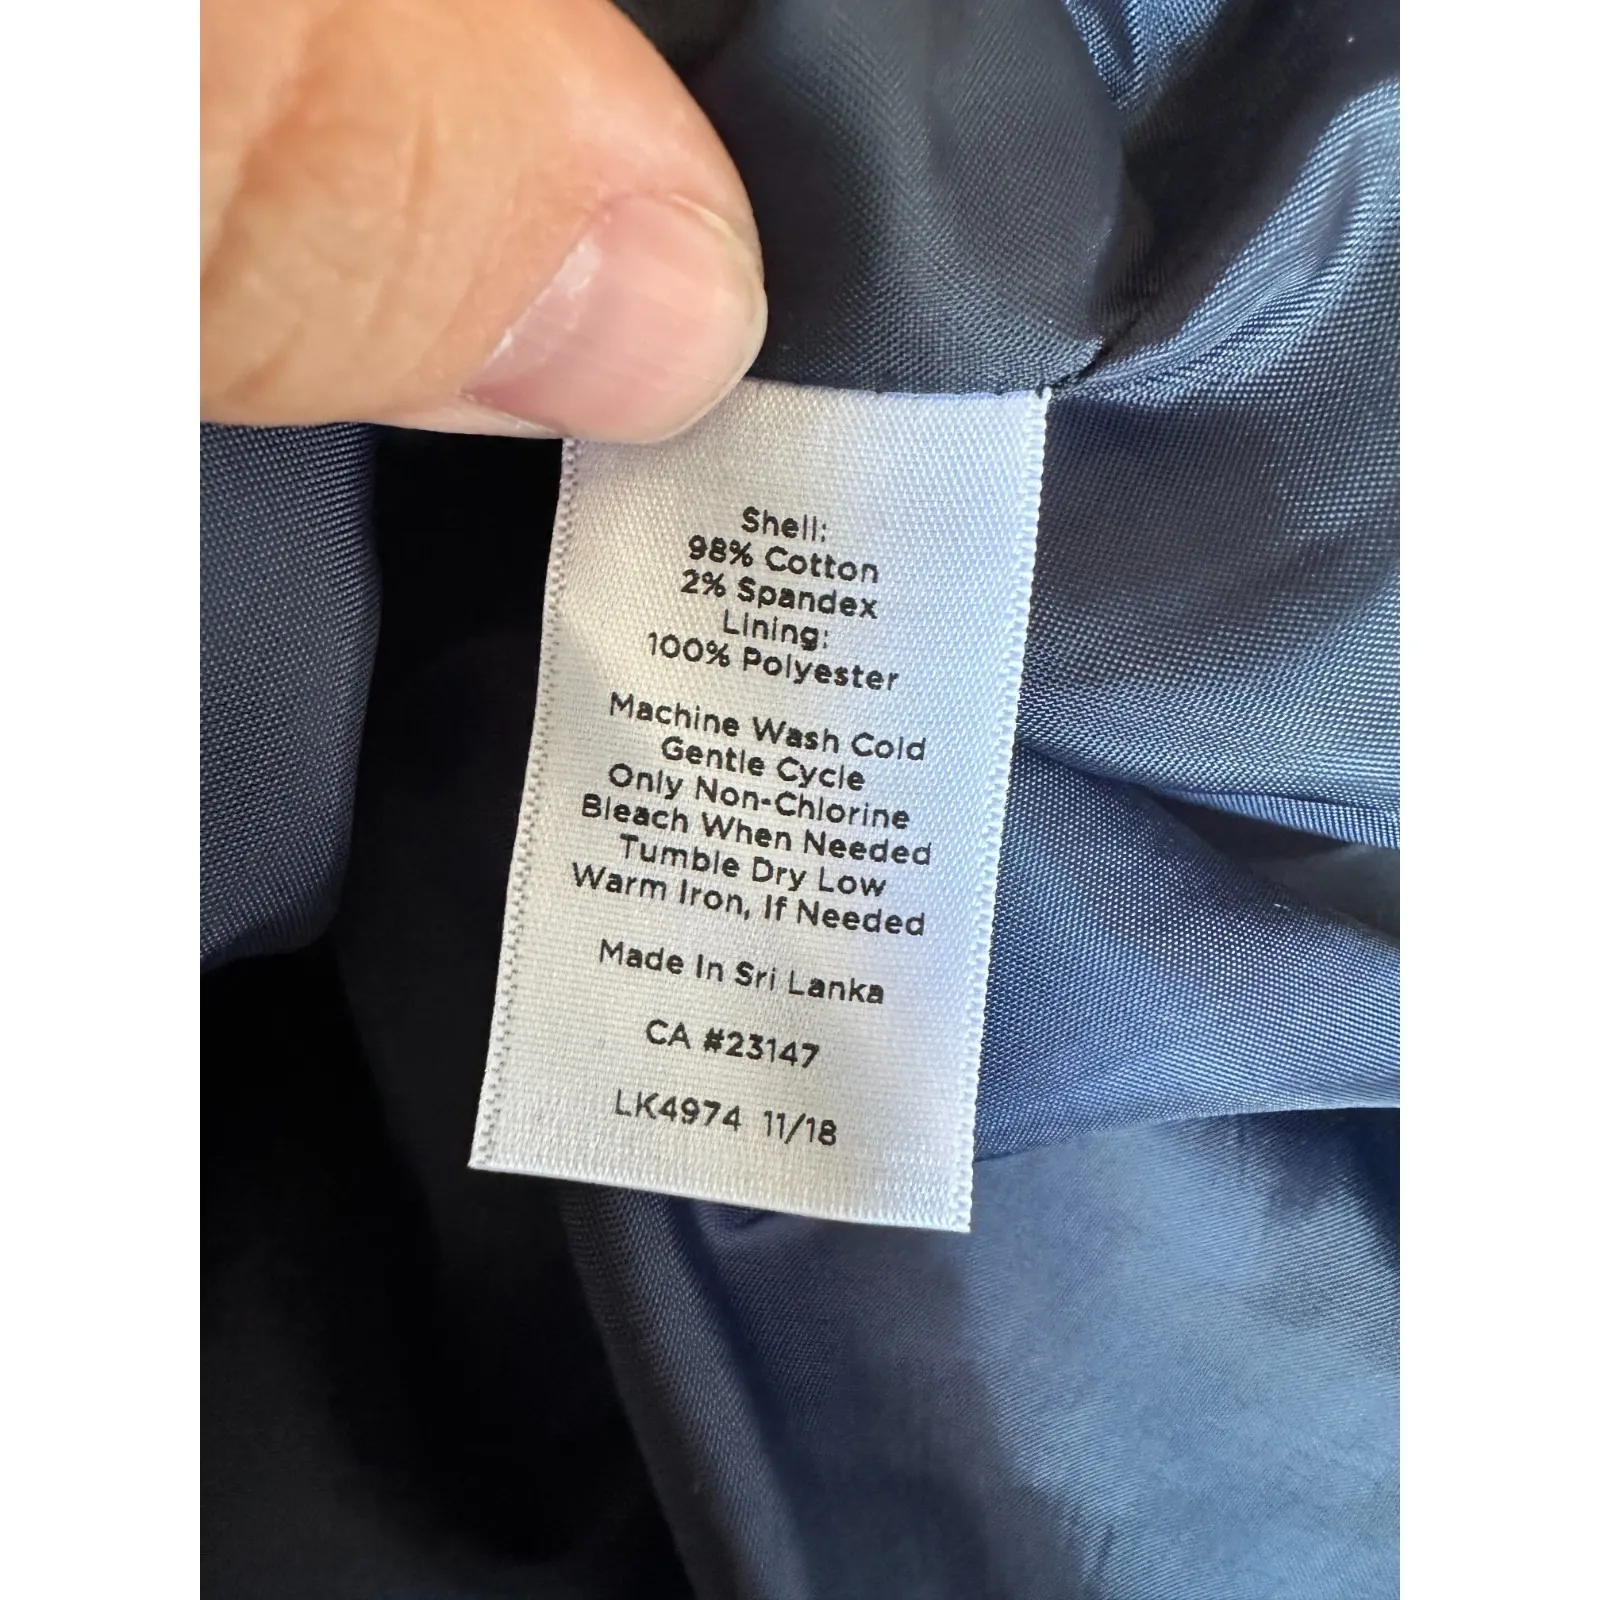 Shell:
98% Cotton
2% Spandex
Lining:
100% Polyester
Machine Wash Cold
Gentle Cycle
Only Non-Chlorine
Bleach When Needed
Tumble Dry Low
Warm Iron, If Needed
Made In Sri Lanka
CA #23147
LK4974 11/18